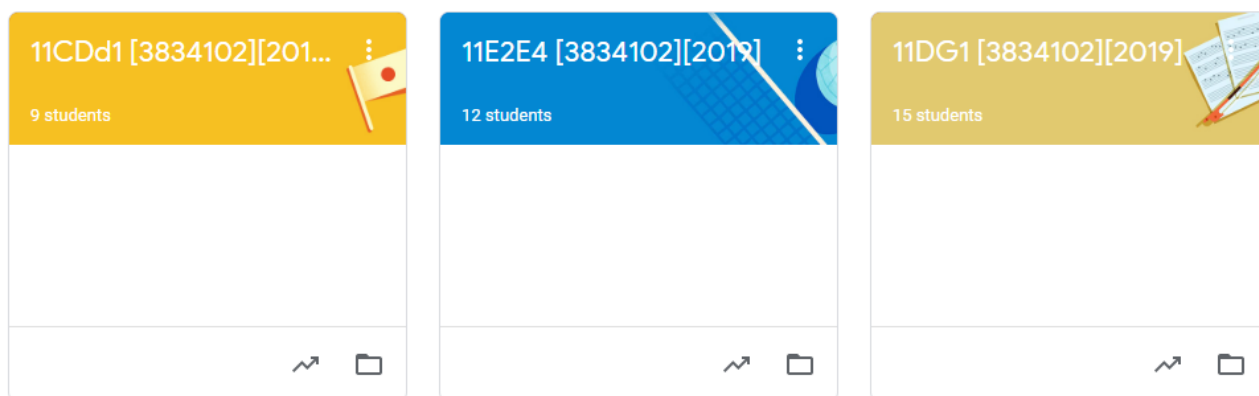 11CDd1 [3834102][201...
9 students
11E2E4 [3834102][2019]
12 students
11DG1 [3834102][2019]
15 students